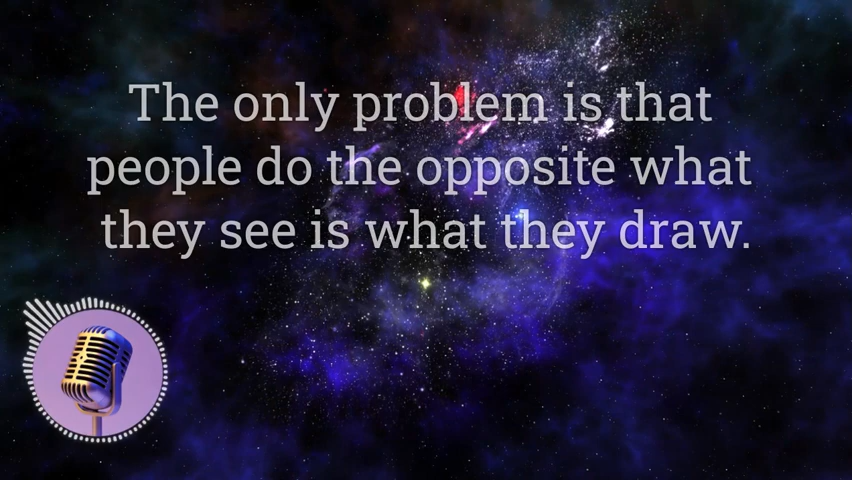 The only problem is that
people do the opposite what
they see is what they draw.